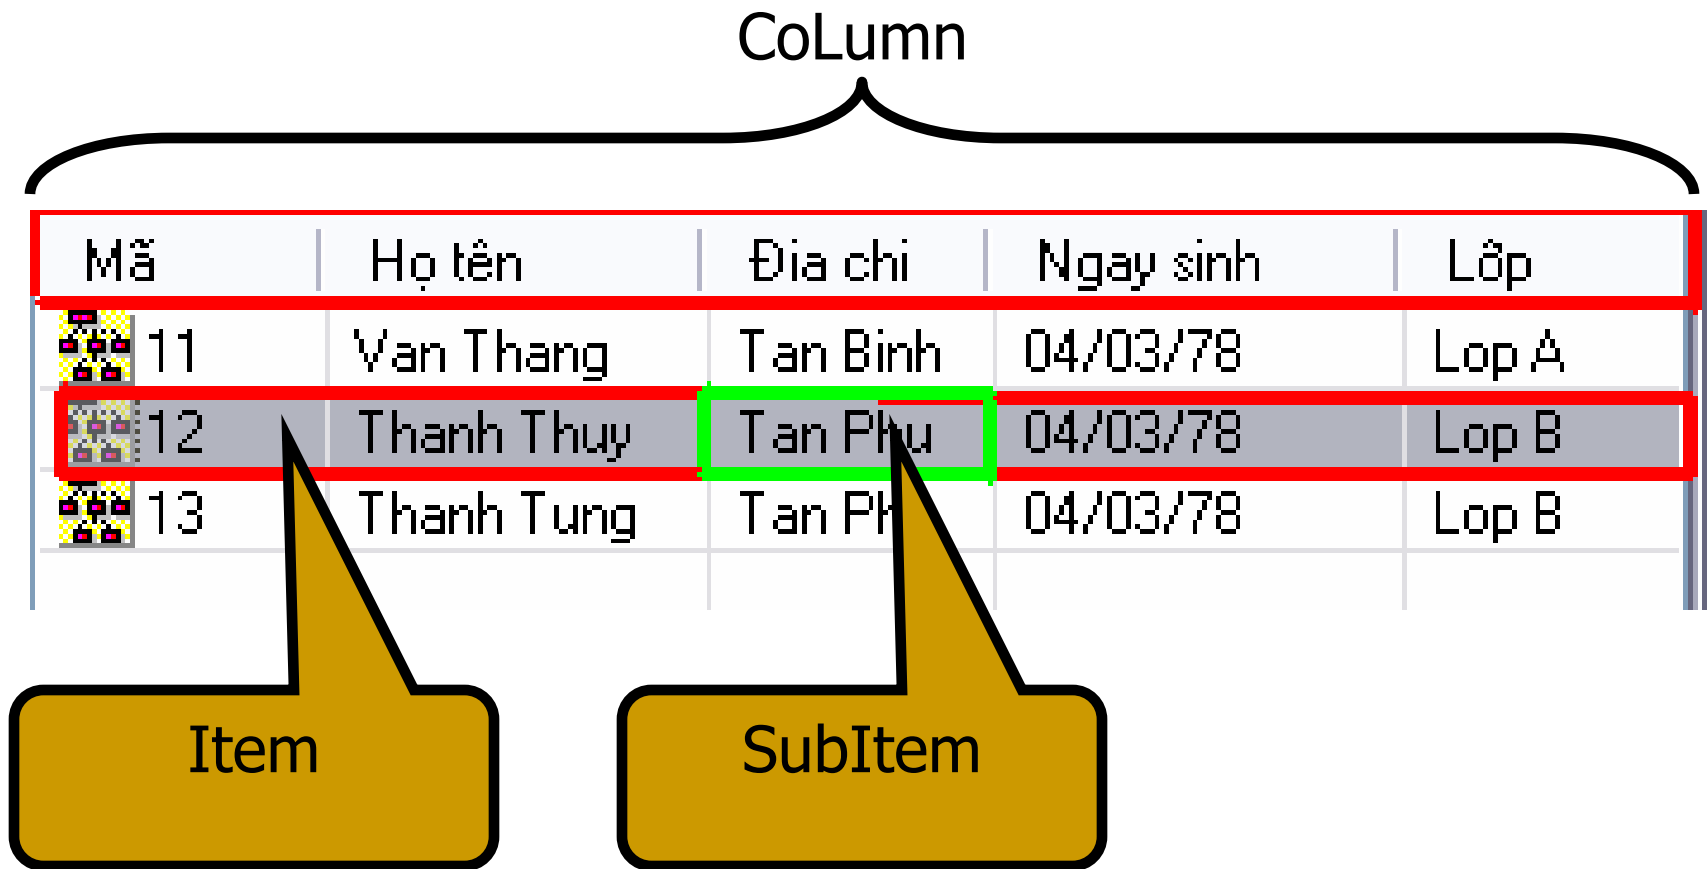 CoLumn
Mã Họ tên Đia chi Ngay sinh Lôp
11 Van Thang Tan Binh 04/03/78 Lop A
12 Thanh Thuy Tan Phu 04/03/78 Lop B
13 Thanh Tung Tan 04/03/78 Lop B
Item SubItem